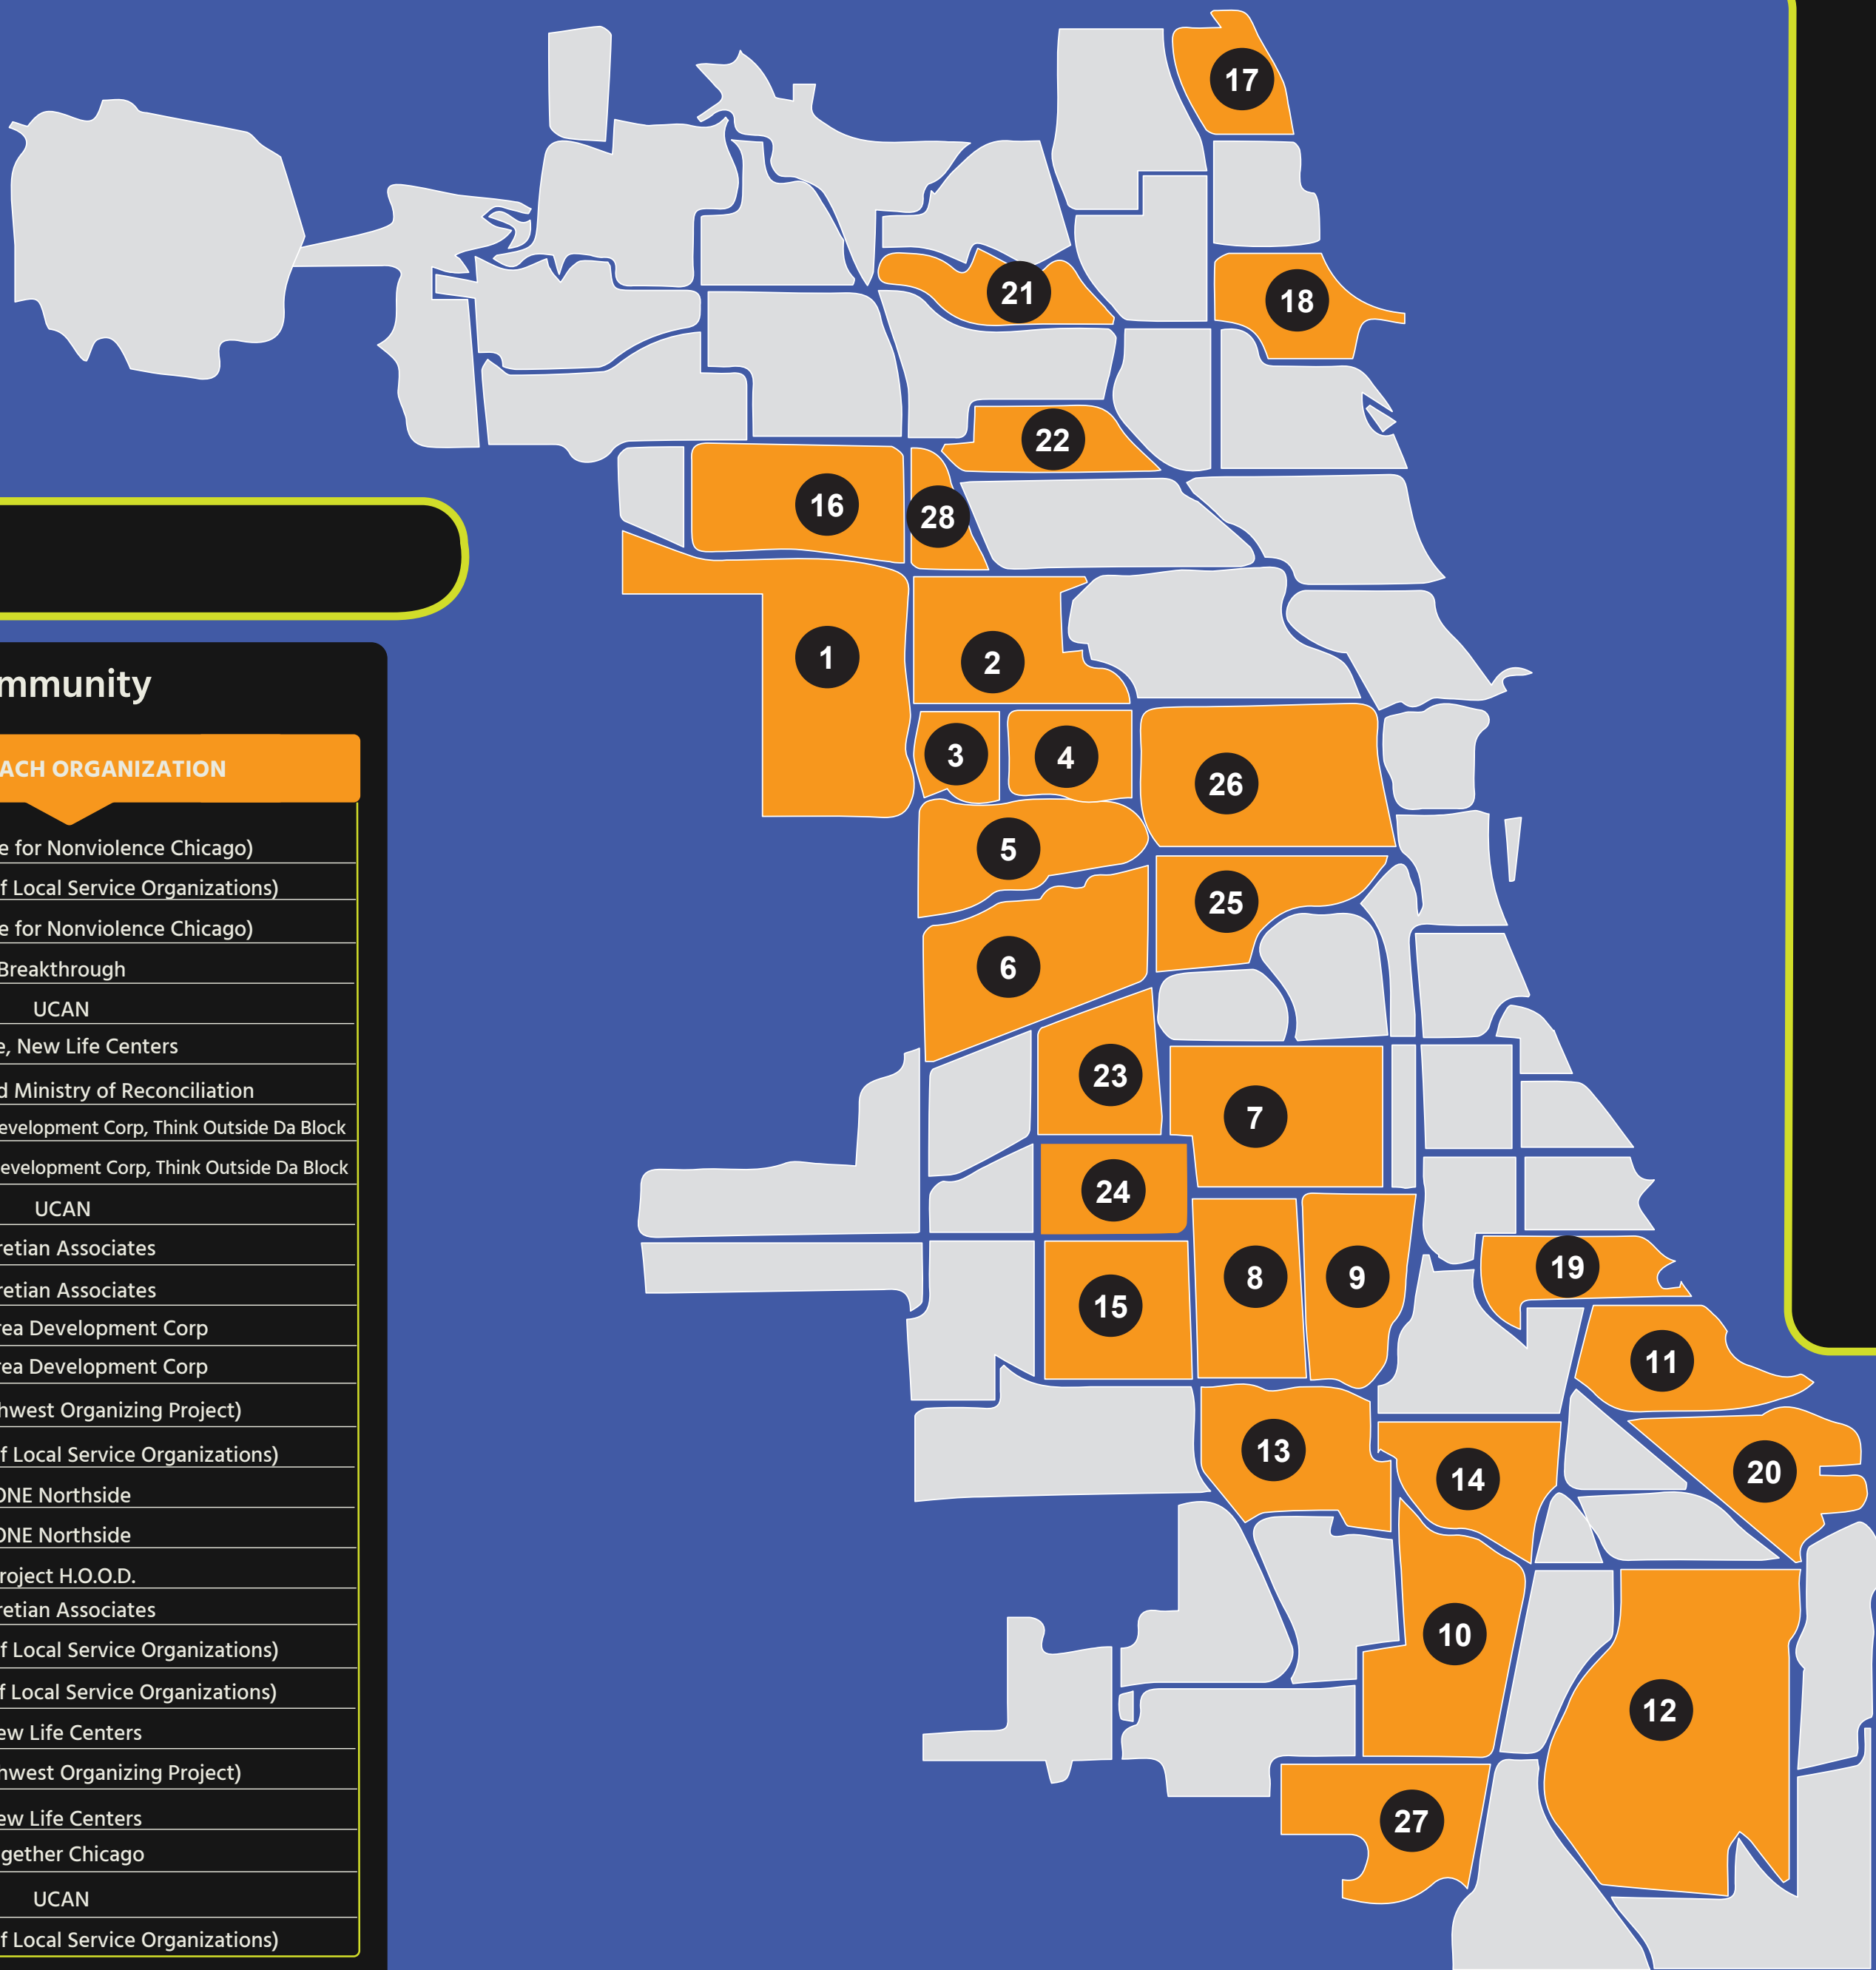 mmunity
ACH ORGANIZATION
e for Nonviolence Chicago)
f Local Service Organizations)
e for Nonviolence Chicago)
Breakthrough
UCAN
e, New Life Centers
d Ministry of Reconciliation
evelopment Corp, Think Outside Da Block
evelopment Corp, Think Outside Da Block
UCAN
retian Associates
retian Associates
rea Development Corp
rea Development Corp
hwest Organizing Project)
f Local Service Organizations)
ONE Northside
ONE Northside
roject H.O.O.D.
retian Associates
f Local Service Organizations)
f Local Service Organizations)
ew Life Centers
hwest Organizing Project)
ew Life Centers
gether Chicago
UCAN
f Local Service Organizations)
17
21
18
22
16
28
1
2
3
4
26
5
25
6
23
7
24
8
9
19
15
11
13
14
20
10
12
27